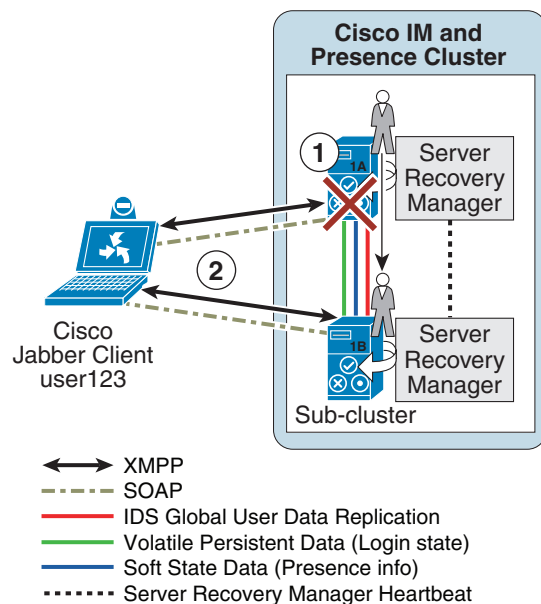 Cisco IM and
Presence Cluster
1
1A
Server
Recovery
Manager
2
Cisco
Jabber Client
user123
1B
Server
Recovery
Manager
Sub-cluster
XMPP
SOAP
IDS Global User Data Replication
Volatile Persistent Data (Login state)
Soft State Data (Presence info)
Server Recovery Manager Heartbeat